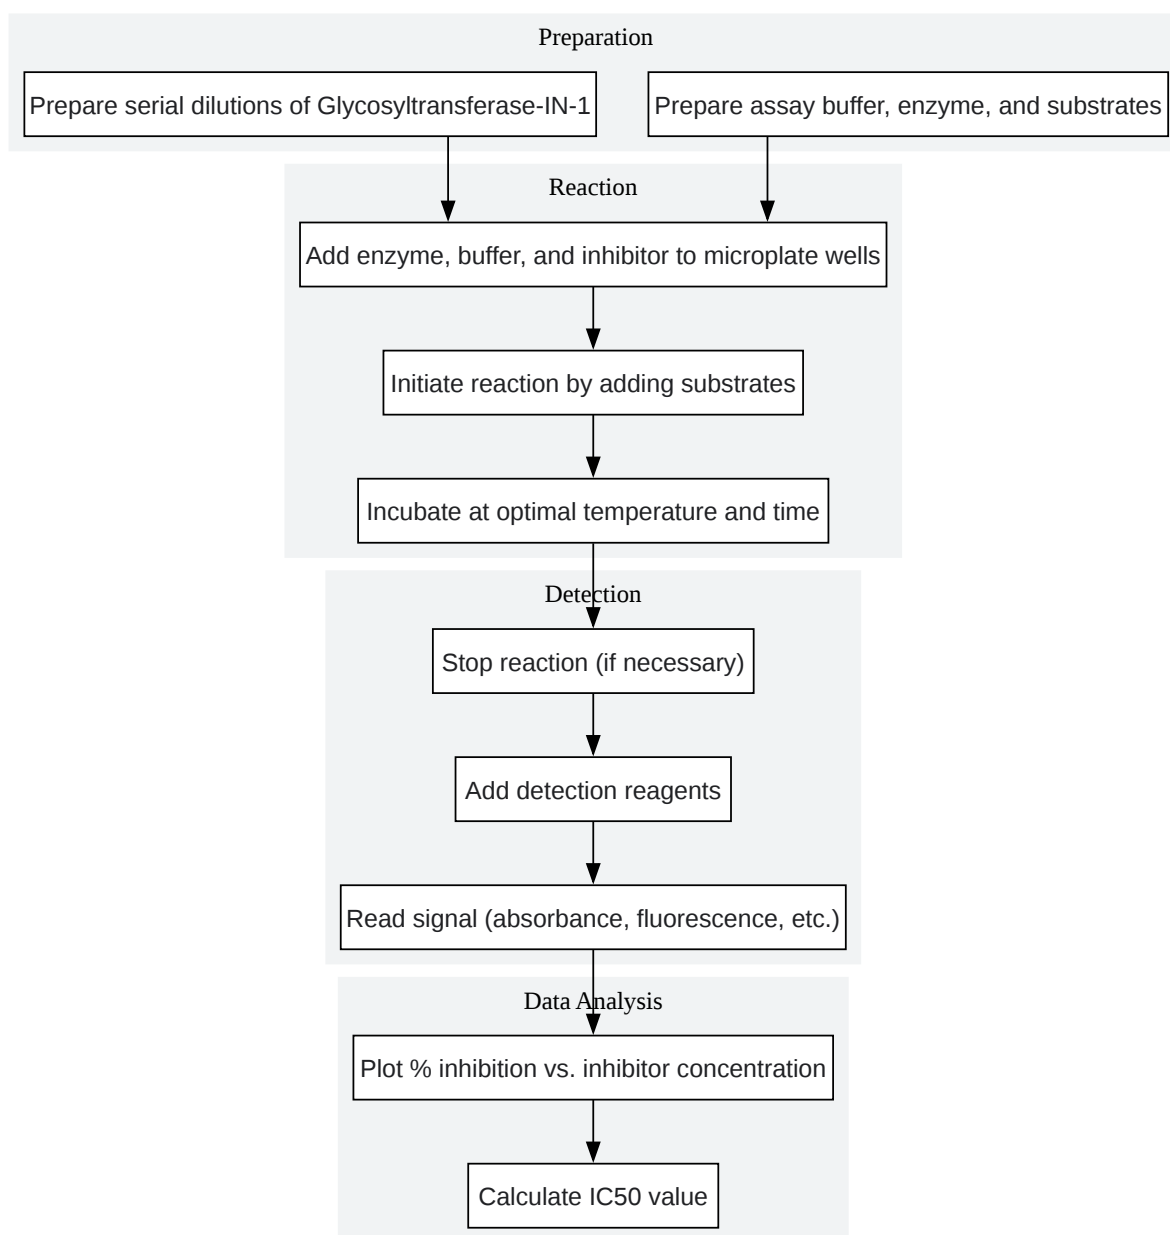 Preparation
Prepare serial dilutions of Glycosyltransferase-IN-1
Prepare assay buffer, enzyme, and substrates
Reaction
Add enzyme, buffer, and inhibitor to microplate wells
Initiate reaction by adding substrates
Incubate at optimal temperature and time
Detection
Stop reaction (if necessary)
Add detection reagents
Read signal (absorbance, fluorescence, etc.)
Data Analysis
Plot % inhibition vs. inhibitor concentration
Calculate IC50 value